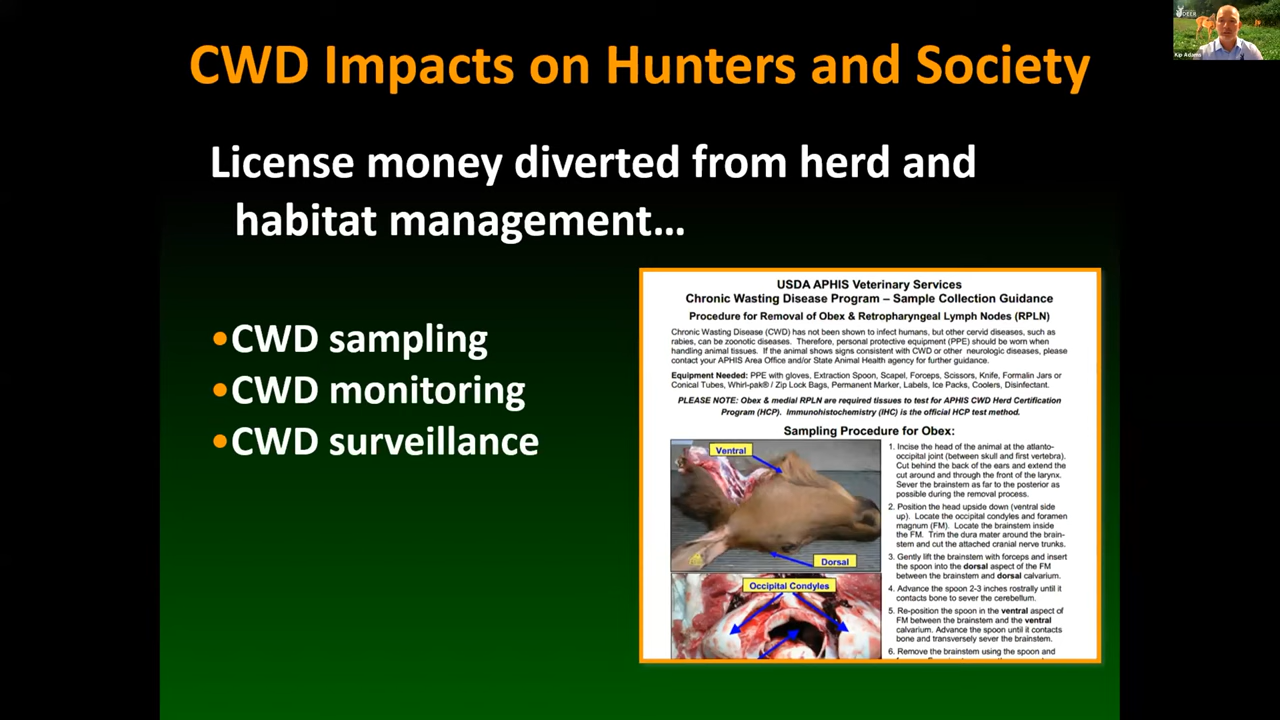 CWD Impacts on Hunters and Society
DEER
Kip Adams
License money diverted from herd and
habitat management...
•CWD sampling
•CWD monitoring
•CWD surveillance
USDA APHIS Veterinary Services
Chronic Wasting Disease Program – Sample Collection Guidance
Procedure for Removal of Obex & Retropharyngeal Lymph Nodes (RPLN)
Chronic Wasting Disease (CWD) has not been shown to infect humans, but other cervid diseases, such as
rabies, can be zoonotic diseases. Therefore, personal protective equipment (PPE) should be worn when
handling animal tissues. If the animal shows signs consistent with CWD or other neurologic diseases, please
contact your APHIS Area Office and/or State Animal Health agency for further guidance.
Equipment Needed: PPE with gloves, Extraction Spoon, Scapel, Forceps, Scissors, Knife, Formalin Jars or
Conical Tubes, Whirl-pak® / Zip Lock Bags, Permanent Marker, Labels, Ice Packs, Coolers, Disinfectant.
PLEASE NOTE: Obex & medial RPLN are required tissues to test for APHIS CWD Herd Certification
Program (HCP). Immunohistochemistry (IHC) is the official HCP test method.
Sampling Procedure for Obex:
Ventral
Dorsal
Occipital Condyles
1. Incise the head of the animal at the atlanto-
occipital joint (between skull and first vertebra).
Cut behind the back of the ears and extend the
cut around and through the front of the larynx.
Sever the brainstem as far to the posterior as
possible during the removal process.
2. Position the head upside down (ventral side
up). Locate the occipital condyles and foramen
magnum (FM). Locate the brainstem inside
the FM. Trim the dura mater around the brain-
stem and cut the attached cranial nerve trunks.
3. Gently lift the brainstem with forceps and insert
the spoon into the dorsal aspect of the FM
between the brainstem and dorsal calvarium.
4. Advance the spoon 2-3 inches rostrally until it
contacts bone to sever the cerebellum.
5. Re-position the spoon in the ventral aspect of
FM between the brainstem and the ventral
calvarium. Advance the spoon until it contacts
bone and transversely sever the brainstem.
6. Remove the brainstem using the spoon and